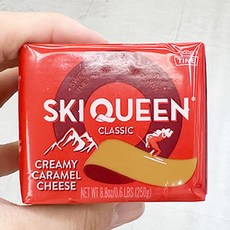 TINE
SKI QUEEN
CLASSIC
CREAMY
CARAMEL
CHEESE
NET WT 8.8oz/0.6 LBS (250g)